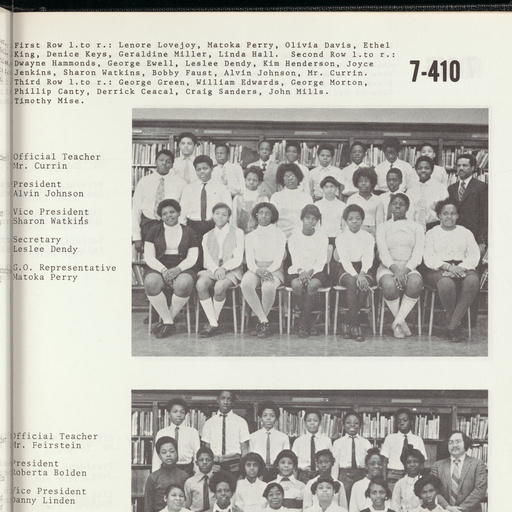 First Row l.to r.: Lenore Lovejoy, Matoka Perry, Olivia Davis, Ethel
King, Denice Keys, Geraldine Miller, Linda Hall.  Second Row l.to r.:
Dwayne Hammonds, George Ewell, Leslee Dendy, Kim Henderson, Joyce
Jenkins, Sharon Watkins, Bobby Faust, Alvin Johnson, Mr. Currin.
Third Row l.to r.: George Green, William Edwards, George Morton,
Phillip Canty, Derrick Ceacal, Craig Sanders, John Mills.
Timothy Mise.
7-410
Official Teacher
Mr. Currin
President
Alvin Johnson
Vice President
Sharon Watkins
Secretary
Leslee Dendy
G.O. Representative
Matoka Perry
Official Teacher
Mr. Feirstein
President
Roberta Bolden
Vice President
Danny Linden